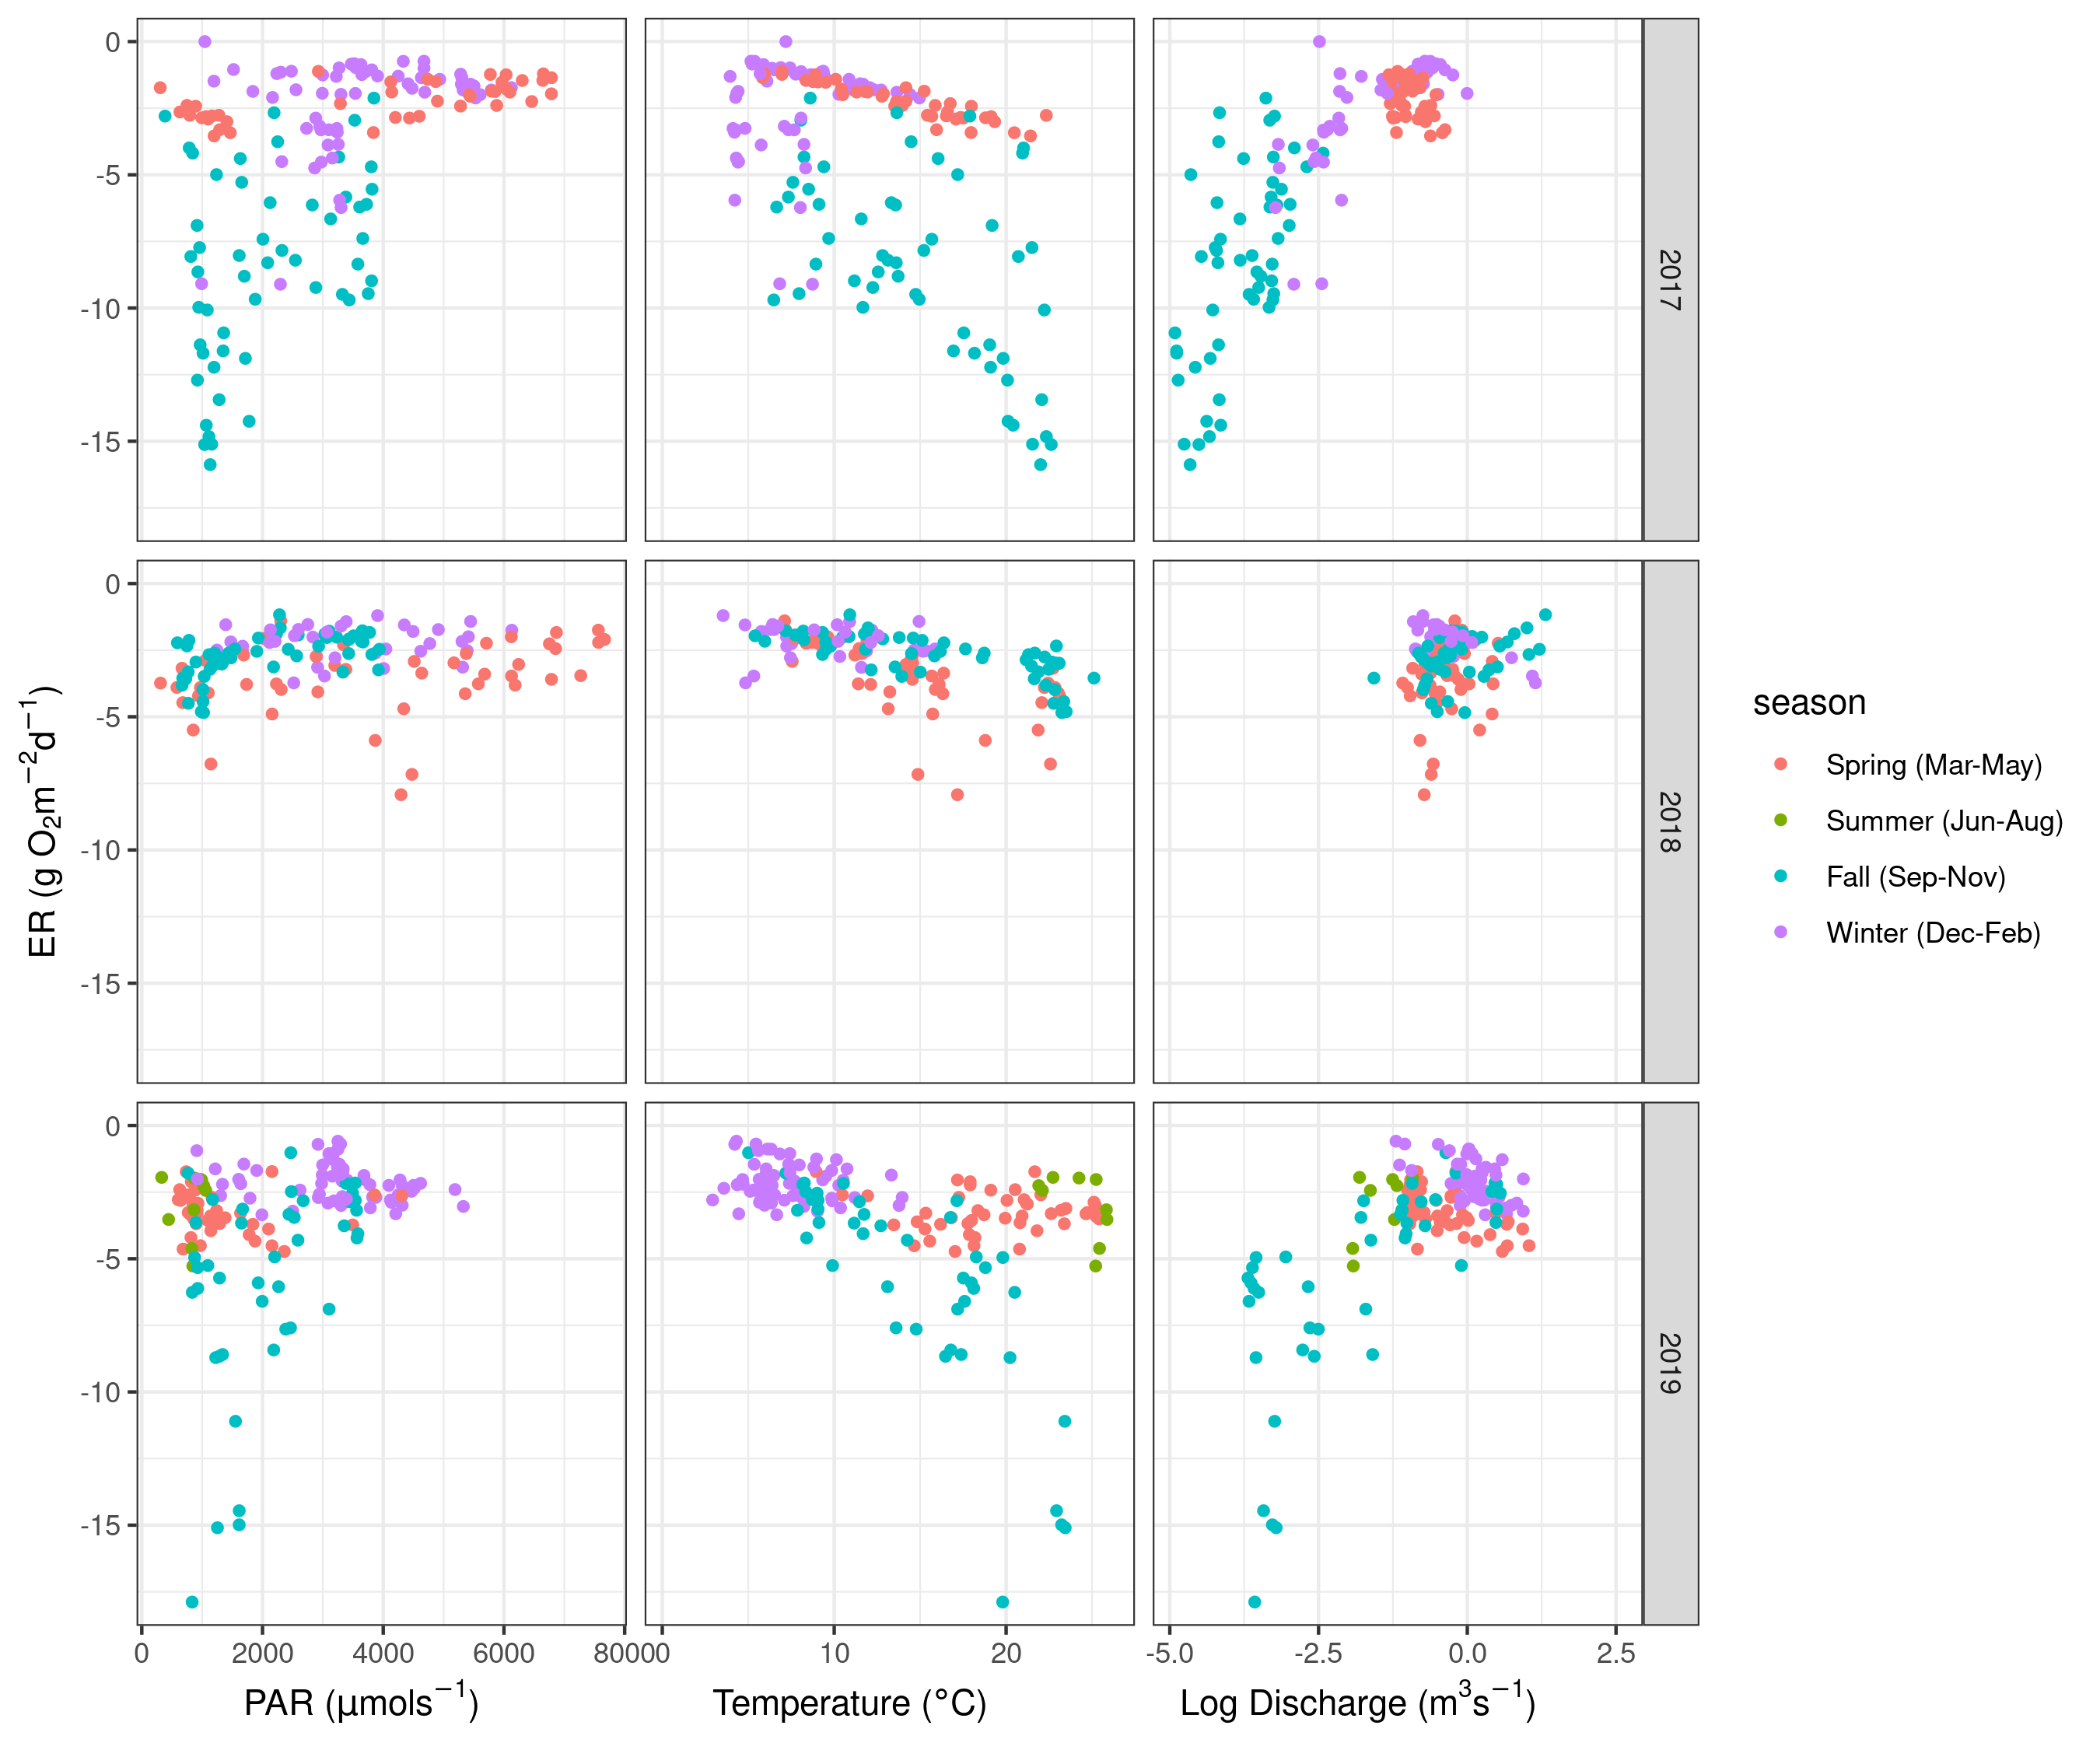 0
-5
-10
-15
2017
0
-5
-10
-15
2018
0
-5
-10
-15
2019
ER (g O₂m⁻²d⁻¹)
0 2000 4000 6000 8000
0 10 20
-5.0 -2.5 0.0 2.5
PAR (µmols⁻¹)
Temperature (°C)
Log Discharge (m³s⁻¹)
season
Spring (Mar-May)
Summer (Jun-Aug)
Fall (Sep-Nov)
Winter (Dec-Feb)